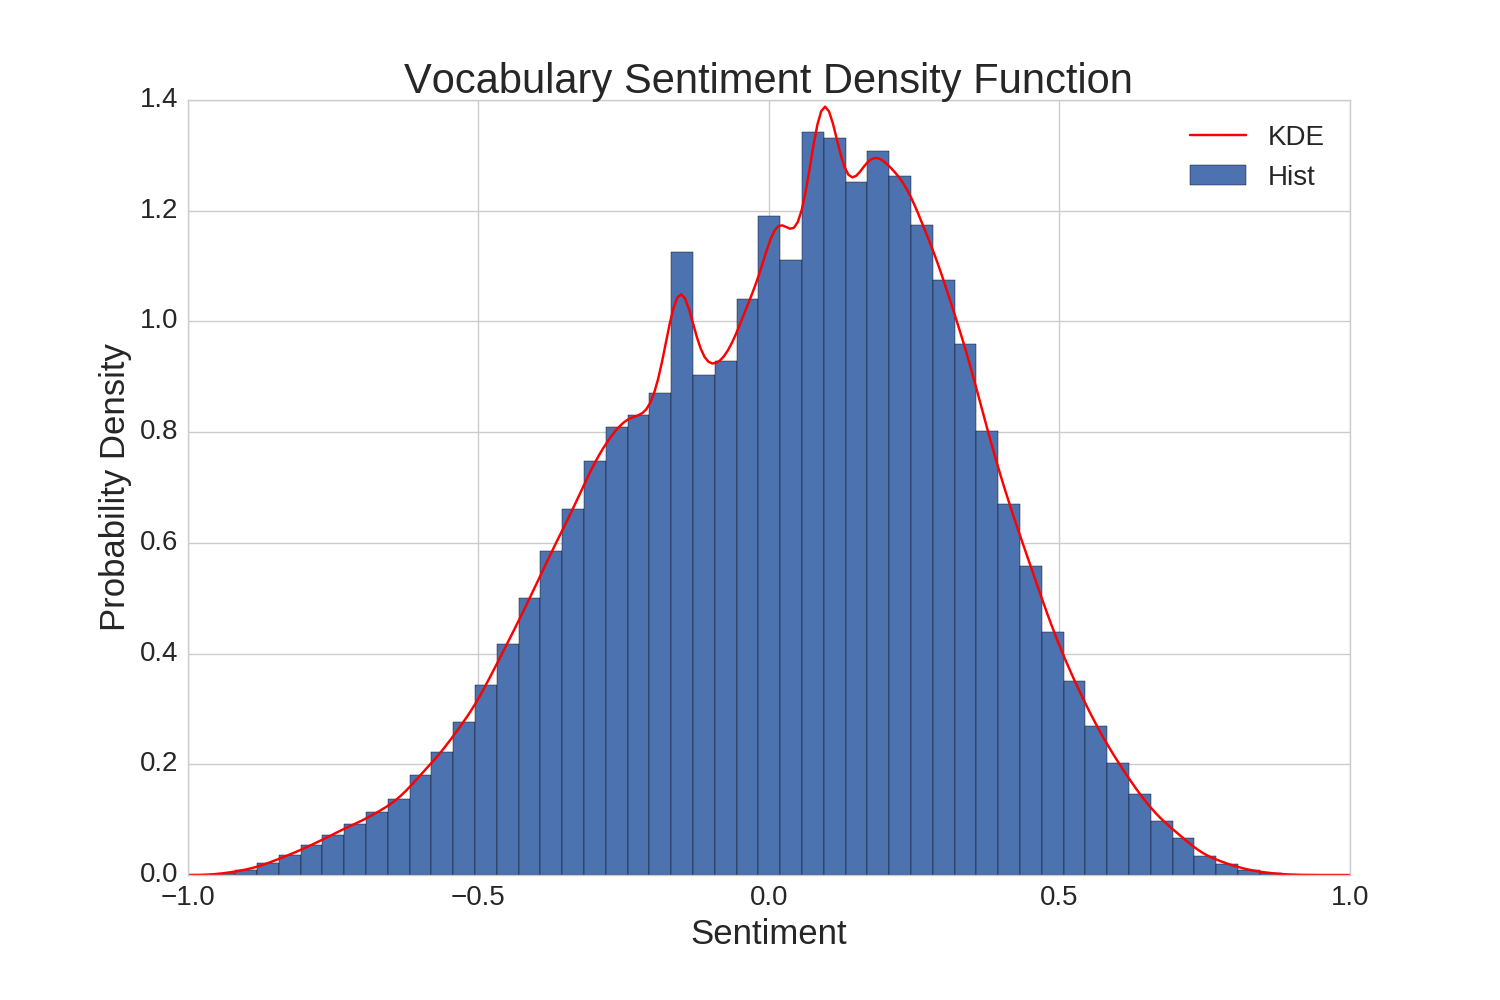 Vocabulary Sentiment Density Function
1.4
1.2
1.0
0.8
0.6
0.4
0.2
0.0
Probability Density
KDE
Hist
−1.0
−0.5
0.0
0.5
1.0
Sentiment